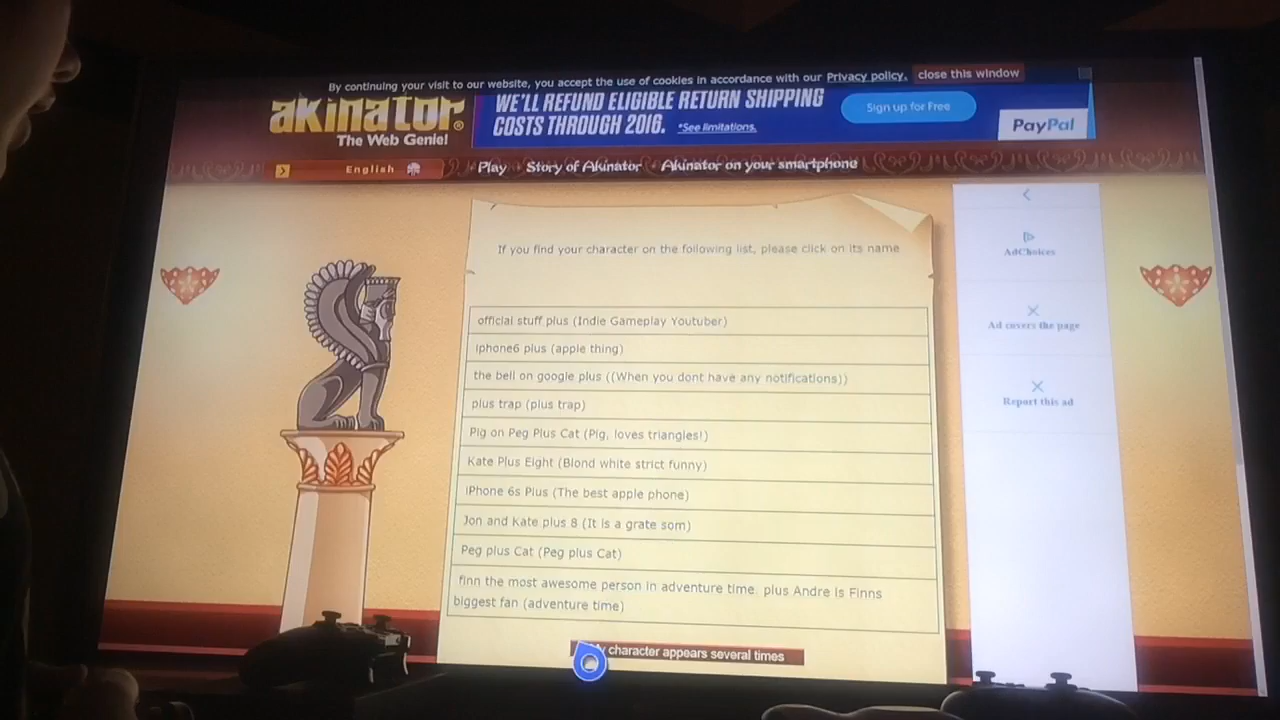 By continuing your visit to our website, you accept the use of cookies in accordance with our Privacy policy. close this window
akinator®
The Web Genie!
WE'LL REFUND ELIGIBLE RETURN SHIPPING
COSTS THROUGH 2016. *See limitations.
Sign up for Free
PayPal
English
Play Story of Akinator Akinator on your smartphone
If you find your character on the following list, please click on its name
official stuff plus (Indie Gameplay Youtuber)
iphone6 plus (apple thing)
the bell on google plus ((When you dont have any notifications))
plus trap (plus trap)
Pig on Peg Plus Cat (Pig, loves triangles!)
Kate Plus Eight (Blond white strict funny)
iPhone 6s Plus (The best apple phone)
Jon and Kate plus 8 (It is a grate som)
Peg plus Cat (Peg plus Cat)
finn the most awesome person in adventure time. plus Andre is Finns
biggest fan (adventure time)
character appears several times
AdChoices
Ad covers the page
Report this ad